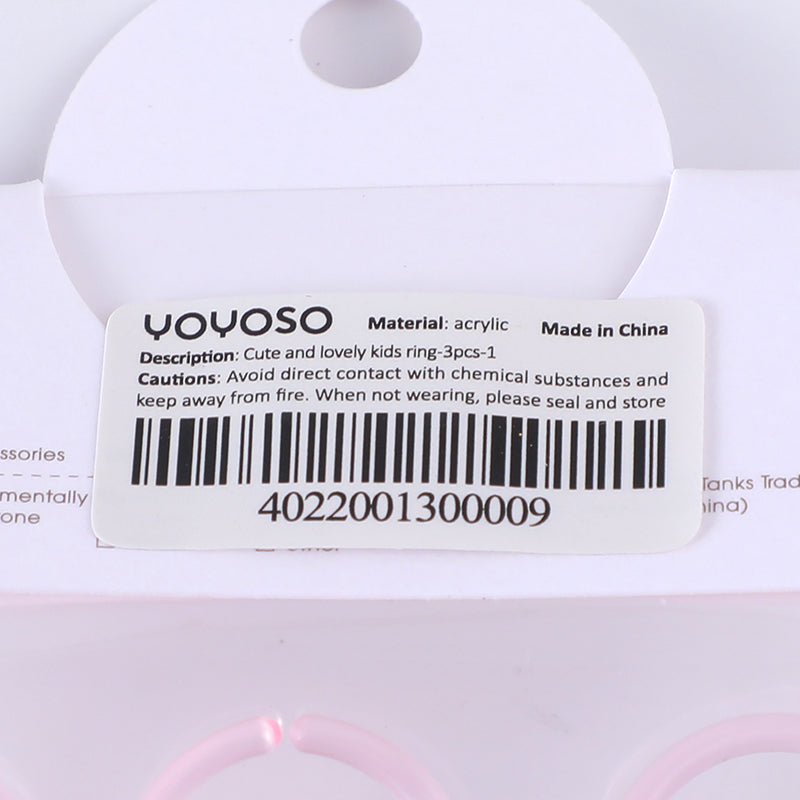 YOYOSO Material: acrylic Made in China
Description: Cute and lovely kids ring-3pcs-1
Cautions: Avoid direct contact with chemical substances and
keep away from fire. When not wearing, please seal and store
4022001300009
ssories
mentally
one
Tanks Trad
ina)